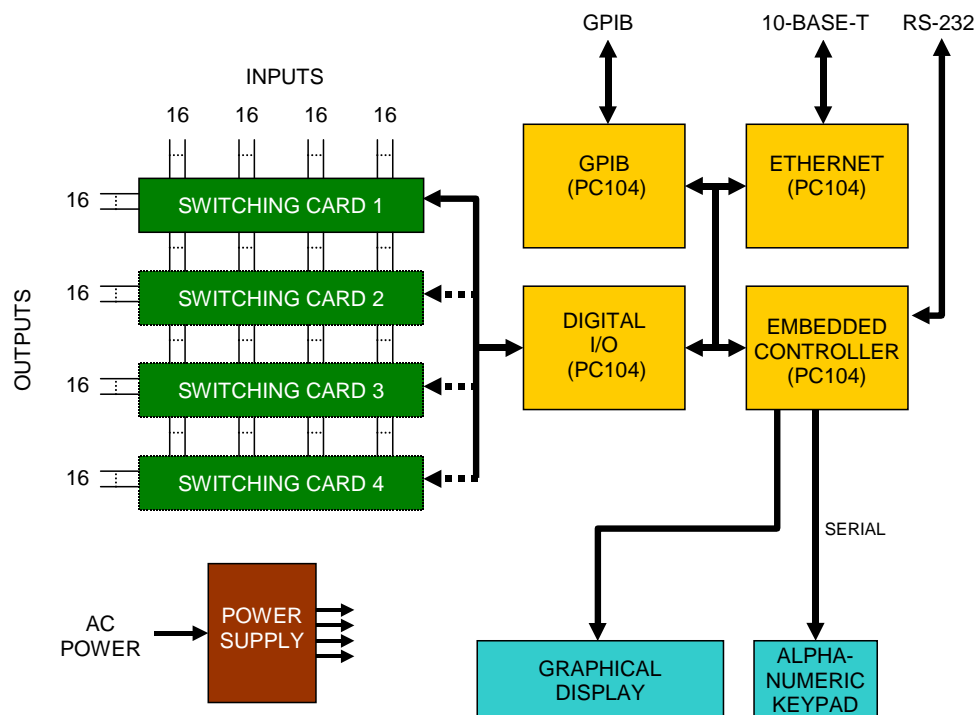 GPIB
10-BASE-T
RS-232
INPUTS
16
16
16
16
GPIB
(PC104)
ETHERNET
(PC104)
16
SWITCHING CARD 1
16
SWITCHING CARD 2
OUTPUTS
DIGITAL
I/O
(PC104)
EMBEDDED
CONTROLLER
(PC104)
16
SWITCHING CARD 3
16
SWITCHING CARD 4
SERIAL
AC
POWER
POWER
SUPPLY
GRAPHICAL
DISPLAY
ALPHA-
NUMERIC
KEYPAD